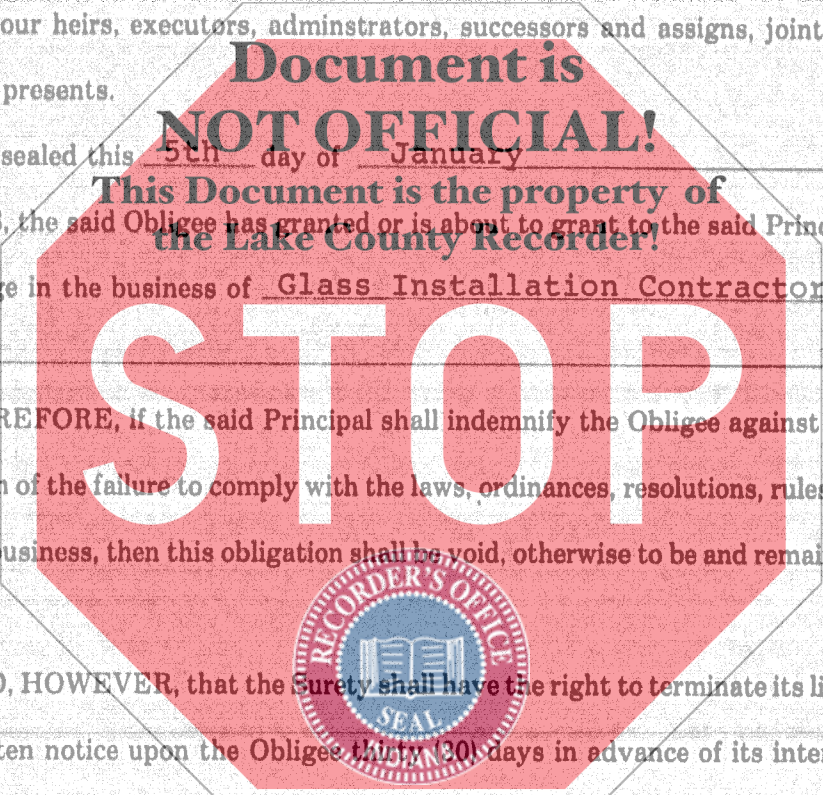 our heirs, executors, adminstrators, successors and assigns, joint
Document is
presents.
NOT OFFICIAL!
sealed this 5th day of January
This Document is the property of
, the said Obligee has granted or is about to grant to the said Princ
the Lake County Recorder!
ge in the business of Glass Installation Contractor
STOP
REFORE, if the said Principal shall indemnify the Obligee against
n of the failure to comply with the laws, ordinances, resolutions, rules
business, then this obligation shall be void, otherwise to be and remai
RECORDER'S OFFICE
D, HOWEVER, that the Surety shall have the right to terminate its li
SEAL
ten notice upon the Obligee thirty (30) days in advance of its inten
INDIANA